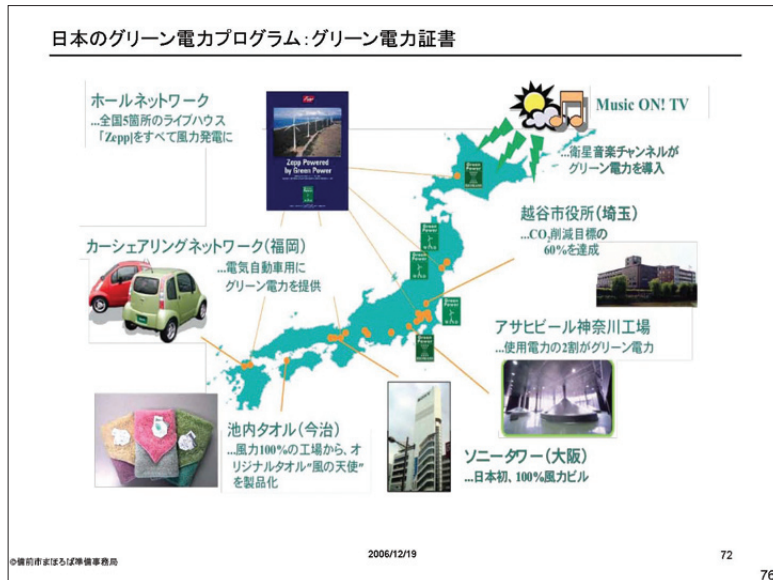 日本のグリーン電力プログラム：グリーン電力証書
ホールネットワーク
...全国5箇所のライブハウス
「Zepp」をすべて風力発電に
Zepp Powered
by Green Power
Music ON! TV
...衛星音楽チャンネルが
グリーン電力を導入
Green
Power
Green
Power
Green
Power
Green
Power
Green
Power
越谷市役所（埼玉）
...CO₂削減目標の
60%を達成
カーシェアリングネットワーク（福岡）
...電気自動車用に
グリーン電力を提供
アサヒビール神奈川工場
...使用電力の2割がグリーン電力
池内タオル（今治）
...風力100%の工場から、オ
リジナルタオル"風の天使"
を製品化
ソニータワー（大阪）
...日本初、100%風力ビル
©備前市まほろば準備事務局
2006/12/19
72
76